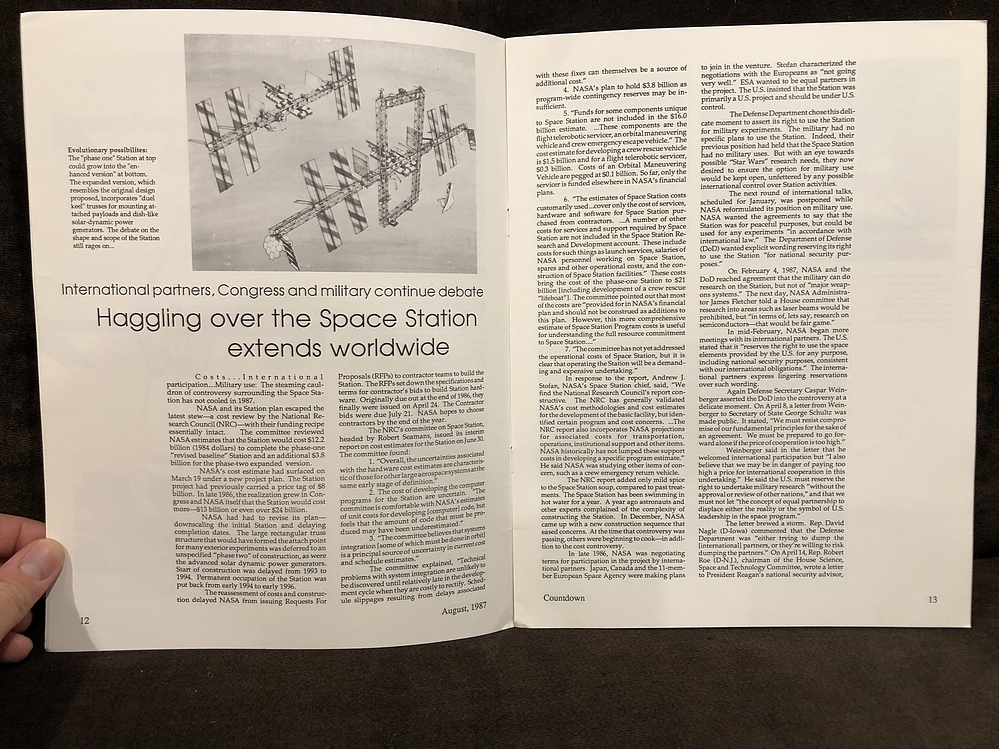 Evolutionary possibilites:
The "phase one" Station at top
could grow into the "en-
hanced version" at bottom.
The expanded version, which
resembles the original design
proposed, incorporates "duel
keel" trusses for mounting at-
tached payloads and dish-like
solar-dynamic power
generators. The debate on the
shape and scope of the Station
still rages on...
International partners, Congress and military continue debate
Haggling over the Space Station
extends worldwide
Costs...International
participation....Military use: The steaming caul-
dron of controversy surrounding the Space Sta-
tion has not cooled in 1987.
NASA and its Station plan escaped the
latest stew—a cost review by the National Re-
search Council (NRC)—with their funding recipe
essentially intact. The committee reviewed
NASA estimates that the Station would cost $12.2
billion (1984 dollars) to complete the phase-one
"revised baseline" Station and an additional $3.8
billion for the phase-two expanded version.
NASA's cost estimate had surfaced on
March 19 under a new project plan. The Station
project had previously carried a price tag of $8
billion. In late 1986, the realization grew in Con-
gress and NASA itself that the Station would cost
more—$13 billion or even over $24 billion.
NASA had to revise its plan—
downscaling the initial Station and delaying
completion dates. The large rectangular truss
structure that would have formed the attach point
for many exterior experiments was deferred to an
unspecified "phase two" of construction, as were
the advanced solar dynamic power generators.
Start of construction was delayed from 1993 to
1994. Permanent occupation of the Station was
put back from early 1994 to early 1996.
The reassessment of costs and construc-
tion delayed NASA from issuing Requests For
Proposals (RFPs) to contractor teams to build the
Station. The RFPs set down the specifications and
terms for contractor's bids to build Station hard-
ware. Originally due out at the end of 1986, they
finally were issued on April 24. The Contractor
bids were due July 21. NASA hopes to choose
contractors by the end of the year.
The NRC's committee on Space Station,
headed by Robert Seamans, issued its interim
report on cost estimates for the Station on June 30.
The committee found:
1. "Overall, the uncertainties associated
with the hardware cost estimates are characteris-
tic of those for other large aerospace systems at the
same early stage of definition."
2. The cost of developing the computer
programs for the Station are uncertain. "The
committee is comfortable with NASA's estimates
of unit costs for developing [computer] code, but
feels that the amount of code that must be pro-
duced may have been underestimated."
3. "The committee believes that systems
integration [some of which must be done in orbit]
is a principal source of uncertainty in current cost
and schedule estimates."
The committee explained, "Technical
problems with system integration are unlikely to
be discovered until relatively late in the develop-
ment cycle when they are costly to rectify. Sched-
ule slippages resulting from delays associated
12
August, 1987
with these fixes can themselves be a source of
additional cost."
4. NASA's plan to hold $3.8 billion as
program-wide contingency reserves may be in-
sufficient.
5. "Funds for some components unique
to Space Station are not included in the $16.0
billion estimate. ...These components are the
flight telerobotic servicer, an orbital maneuvering
vehicle and crew emergency escape vehicle." The
cost estimate for developing a crew rescue vehicle
is $1.5 billion and for a flight telerobotic servicer,
$0.3 billion. Costs of an Orbital Maneuvering
Vehicle are pegged at $0.1 billion. So far, only the
servicer is funded elsewhere in NASA's financial
plans.
6. "The estimates of Space Station costs
customarily used...cover only the cost of services,
hardware and software for Space Station pur-
chased from contractors. ...A number of other
costs for services and support required by Space
Station are not included in the Space Station Re-
search and Development account. These include
costs for such things as launch services, salaries of
NASA personnel working on Space Station,
spares and other operational costs, and the con-
struction of Space Station facilities." These costs
bring the cost of the phase-one Station to $21
billion [including development of a crew rescue
"lifeboat"]. The committee pointed out that most
of the costs are "provided for in NASA's financial
plan and should not be construed as additions to
this plan. However, this more comprehensive
estimate of Space Station Program costs is useful
for understanding the full resource commitment
to Space Station...."
7. "The committee has not yet addressed
the operational costs of Space Station, but it is
clear that operating the Station will be a demand-
ing and expensive undertaking."
In response to the report, Andrew J.
Stofan, NASA's Space Station chief, said, "We
find the National Research Council's report con-
structive. The NRC has generally validated
NASA's cost methodologies and cost estimates
for the development of the basic facility, but iden-
tified certain program and cost concerns. ...The
NRC report also incorporates NASA projections
for associated costs for transportation,
operations, institutional support and other items.
NASA historically has not lumped these support
costs in developing a specific program estimate."
He said NASA was studying other items of con-
cern, such as a crew emergency return vehicle.
The NRC report added only mild spice
to the Space Station soup, compared to past treat-
ments. The Space Station has been swimming in
hot water for a year. A year ago astronauts and
other experts complained of the complexity of
constructing the Station. In December, NASA
came up with a new construction sequence that
eased concerns. At the time that controversy was
passing, others were beginning to cook—in addi-
tion to the cost controversy.
In late 1986, NASA was negotiating
terms for participation in the project by interna-
tional partners. Japan, Canada and the 11-mem-
ber European Space Agency were making plans
to join in the venture. Stofan characterized the
negotiations with the Europeans as "not going
very well." ESA wanted to be equal partners in
the project. The U.S. insisted that the Station was
primarily a U.S. project and should be under U.S.
control.
The Defense Department chose this deli-
cate moment to assert its right to use the Station
for military experiments. The military had no
specific plans to use the Station. Indeed, their
previous position had held that the Space Station
had no military uses. But with an eye towards
possible "Star Wars" research needs, they now
desired to ensure the option for military use
would be kept open, unfettered by any possible
international control over Station activities.
The next round of international talks,
scheduled for January, was postponed while
NASA reformulated its position on military use.
NASA wanted the agreements to say that the
Station was for peaceful purposes, but could be
used for any experiments "in accordance with
international law." The Department of Defense
(DoD) wanted explicit wording reserving its right
to use the Station "for national security pur-
poses."
On February 4, 1987, NASA and the
DoD reached agreement that the military can do
research on the Station, but not of "major weap-
ons systems." The next day, NASA Administra-
tor James Fletcher told a House committee that
research into areas such as laser beams would be
prohibited, but "in terms of, lets say, research on
semiconductors—that would be fair game."
In mid-February, NASA began more
meetings with its international partners. The U.S.
stated that it "reserves the right to use the space
elements provided by the U.S. for any purpose,
including national security purposes, consistent
with our international obligations." The interna-
tional partners express lingering reservations
over such wording.
Again Defense Secretary Caspar Wein-
berger asserted the DoD into the controversy at a
delicate moment. On April 8, a letter from Wein-
berger to Secretary of State George Schultz was
made public. It stated, "We must resist compro-
mise of our fundamental principles for the sake of
an agreement. We must be prepared to go for-
ward alone if the price of cooperation is too high."
Weinberger said in the letter that he
welcomed international participation but "I also
believe that we may be in danger of paying too
high a price for international cooperation in this
undertaking." He said the U.S. must reserve the
right to undertake military research "without the
approval or review of other nations," and that we
must not let "the concept of equal partnership to
displace either the reality or the symbol of U.S.
leadership in the space program."
The letter brewed a storm. Rep. David
Nagle (D-Iowa) commented that the Defense
Department was "either trying to dump the
[international] partners, or they're willing to risk
dumping the partners." On April 14, Rep. Robert
Roe (D-N.J.), chairman of the House Science,
Space and Technology Committee, wrote a letter
to President Reagan's national security advisor,
Countdown
13